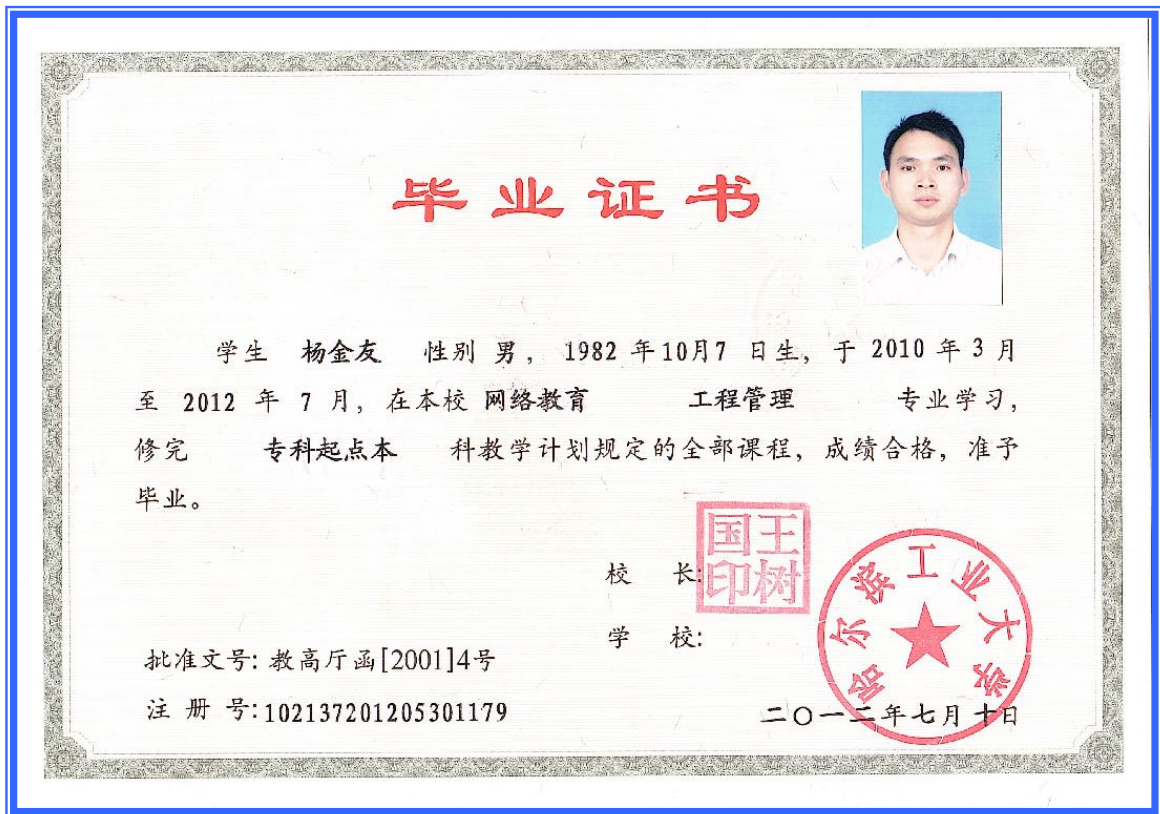 毕业证书
学生 杨金友 性别 男，1982 年10月7 日生，于 2010 年 3 月
至 2012 年 7 月，在本校 网络教育 工程管理 专业学习，
修完 专科起点本 科教学计划规定的全部课程，成绩合格，准予
毕业。
校 长：
国王
印树
学 校：
哈尔滨工业大学
批准文号：教高厅函[2001]4号
注 册 号：102137201205301179
二○一二年七月十日